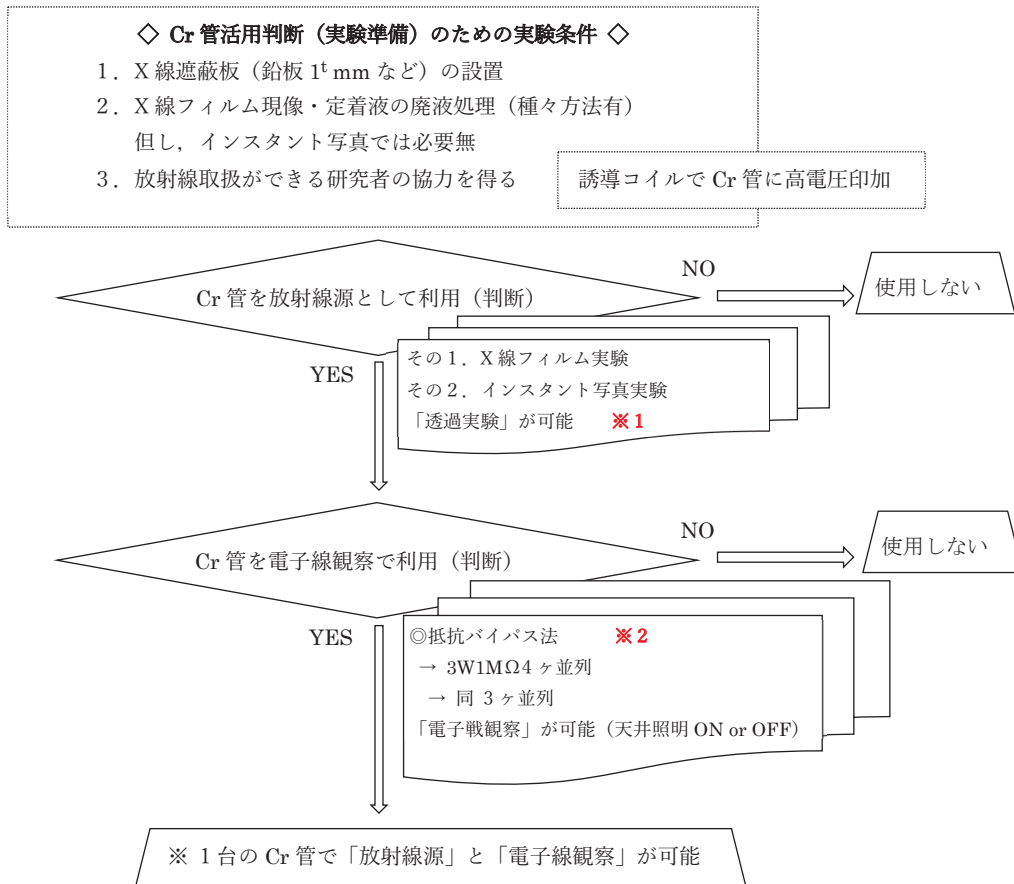 ◇ Cr 管活用判断（実験準備）のための実験条件 ◇
１．X 線遮蔽板（鉛板 1t mm など）の設置
２．X 線フィルム現像・定着液の廃液処理（種々方法有）
但し，インスタント写真では必要無
３．放射線取扱ができる研究者の協力を得る
誘導コイルで Cr 管に高電圧印加
Cr 管を放射線源として利用（判断）
NO
使用しない
YES
その１．X 線フィルム実験
その２．インスタント写真実験
「透過実験」が可能 ※１
Cr 管を電子線観察で利用（判断）
NO
使用しない
YES
◎抵抗バイパス法 ※２
→ 3W1MΩ４ヶ並列
→ 同 ３ヶ並列
「電子戦観察」が可能（天井照明 ON or OFF）
※ １台の Cr 管で「放射線源」と「電子線観察」が可能